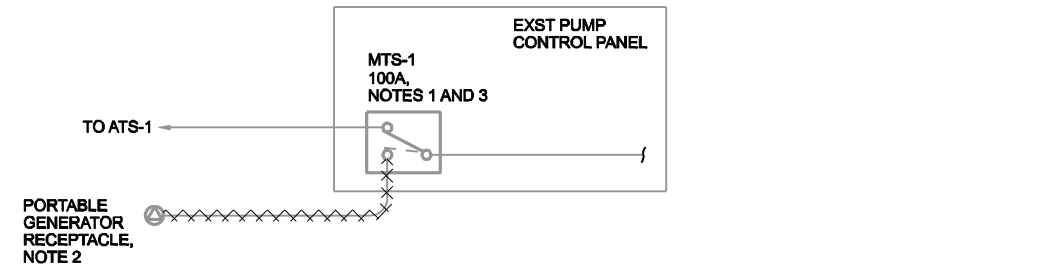 EXST PUMP
CONTROL PANEL
MTS-1
100A,
NOTES 1 AND 3
TO ATS-1
PORTABLE
GENERATOR
RECEPTACLE,
NOTE 2